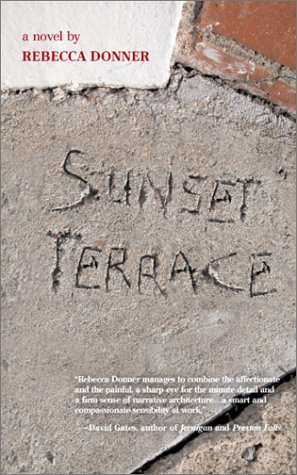 a novel by
REBECCA DONNER
SUNSET
TERRACE
"Rebecca Donner manages to combine the affectionate
and the painful, a sharp eye for the minute detail and
a firm sense of narrative architecture…a smart and
compassionate sensibility at work."
—David Gates, author of Jernigan and Preston Falls